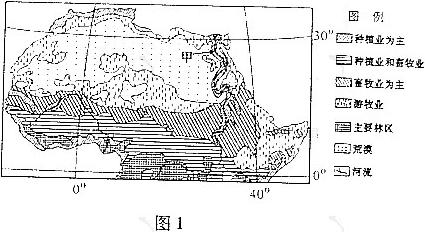 图 例
30°
种植业为主
甲
种植业和畜牧业
畜牧业为主
游牧业
主要林区
0°
荒漠
河流
0°
40°
图1